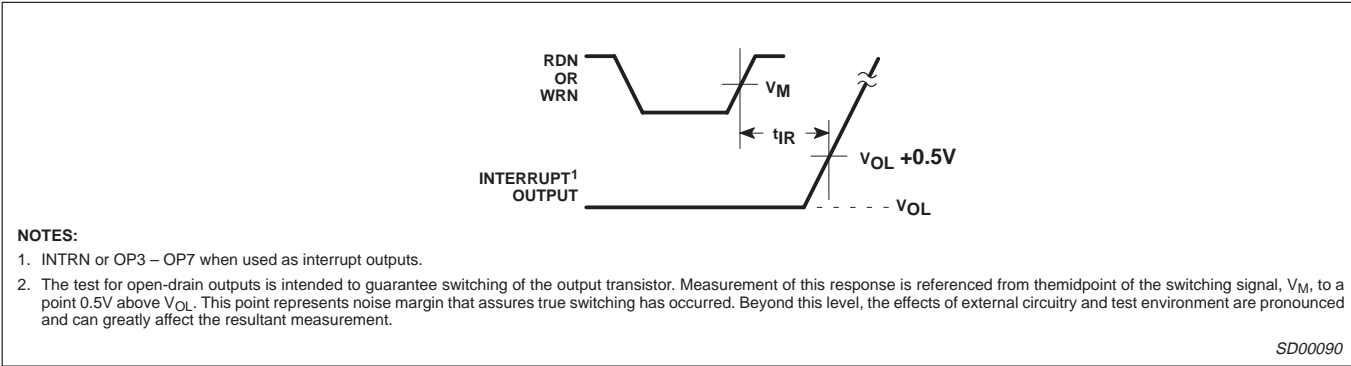 RDN
OR
WRN
VM
tIR
VOL +0.5V
INTERRUPT1
OUTPUT
VOL
NOTES:
1. INTRN or OP3 – OP7 when used as interrupt outputs.
2. The test for open-drain outputs is intended to guarantee switching of the output transistor. Measurement of this response is referenced from themidpoint of the switching signal, VM, to a
point 0.5V above VOL. This point represents noise margin that assures true switching has occurred. Beyond this level, the effects of external circuitry and test environment are pronounced
and can greatly affect the resultant measurement.
SD00090